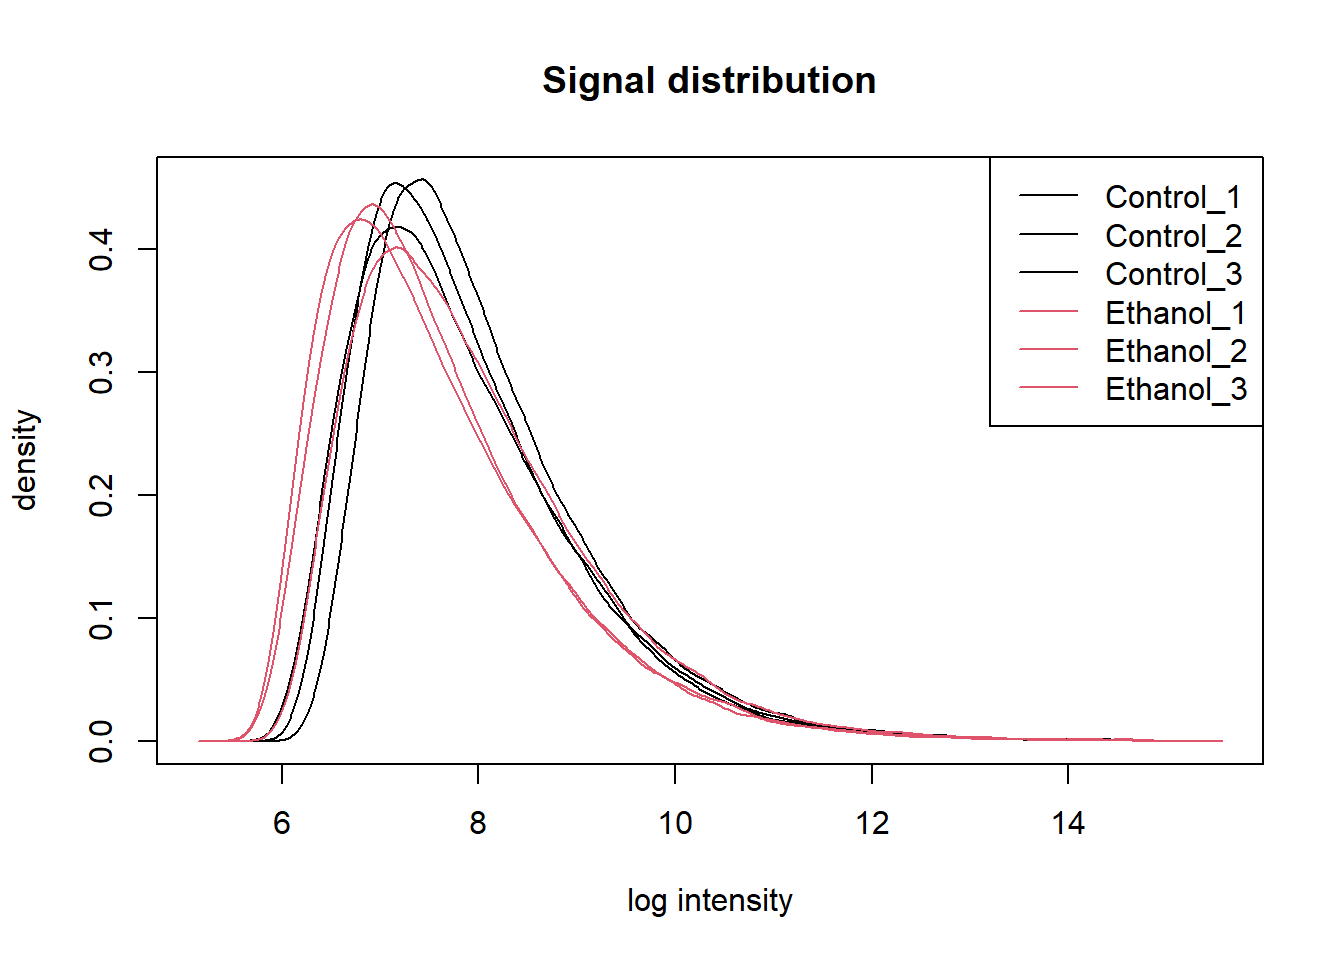 Signal distribution
Control_1
Control_2
Control_3
Ethanol_1
Ethanol_2
Ethanol_3
density
0.0
0.1
0.2
0.3
0.4
6 8 10 12 14
log intensity